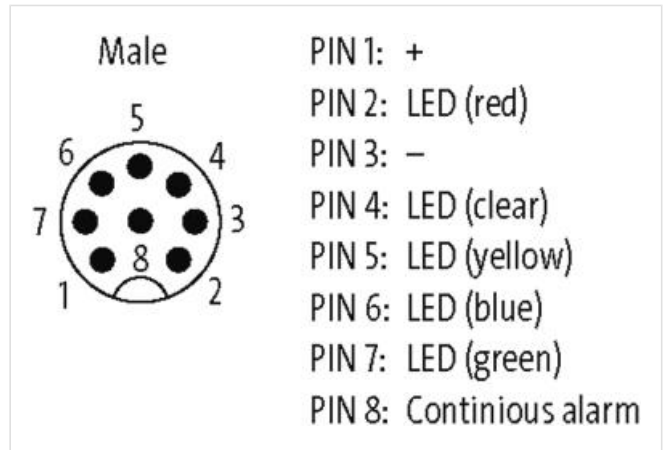 Male
5
6
4
7
3
8
1
2
PIN 1: +
PIN 2: LED (red)
PIN 3: –
PIN 4: LED (clear)
PIN 5: LED (yellow)
PIN 6: LED (blue)
PIN 7: LED (green)
PIN 8: Continious alarm